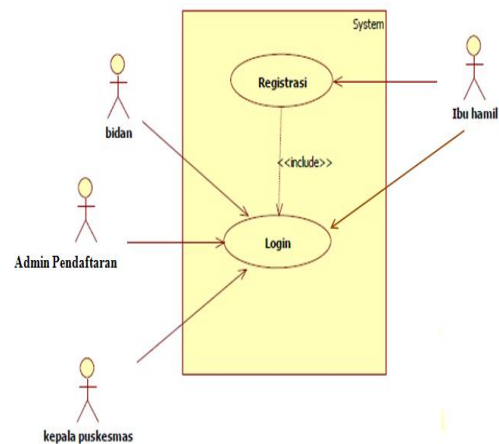 System
Registrasi
Ibu hamil
bidan
<<include>>
Login
Admin Pendaftaran
kepala puskesmas